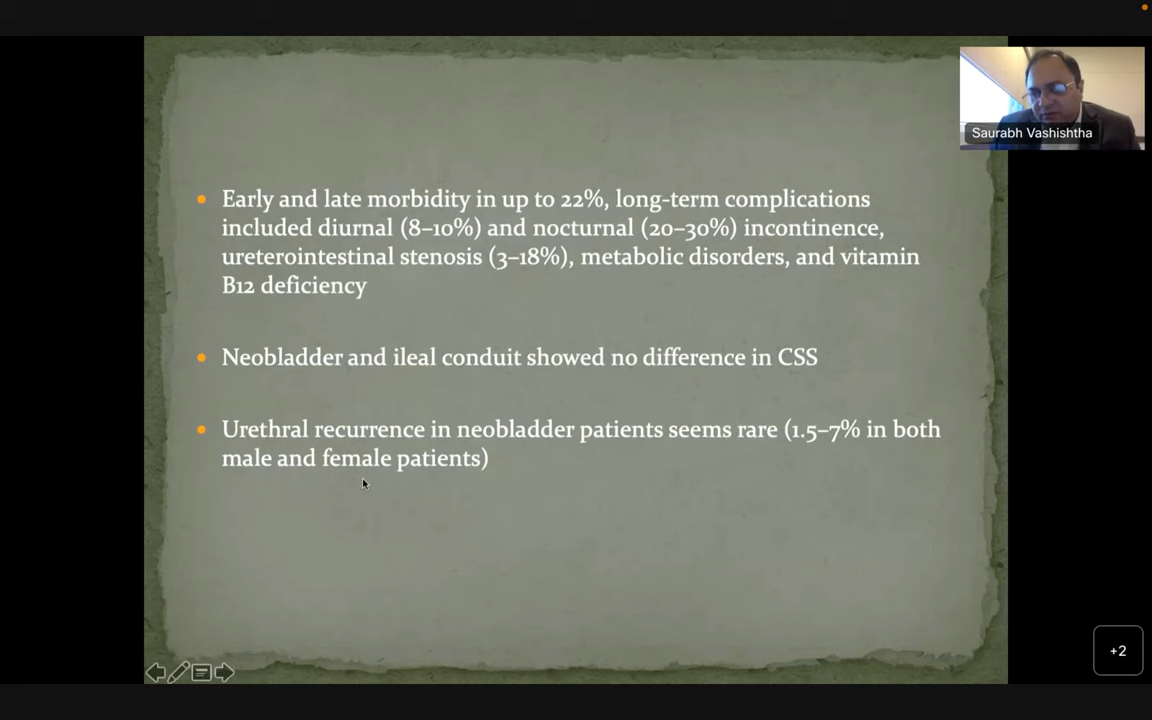 Saurabh Vashishtha
Early and late morbidity in up to 22%, long-term complications
included diurnal (8–10%) and nocturnal (20–30%) incontinence,
ureterointestinal stenosis (3–18%), metabolic disorders, and vitamin
B12 deficiency
Neobladder and ileal conduit showed no difference in CSS
Urethral recurrence in neobladder patients seems rare (1.5–7% in both
male and female patients)
+2